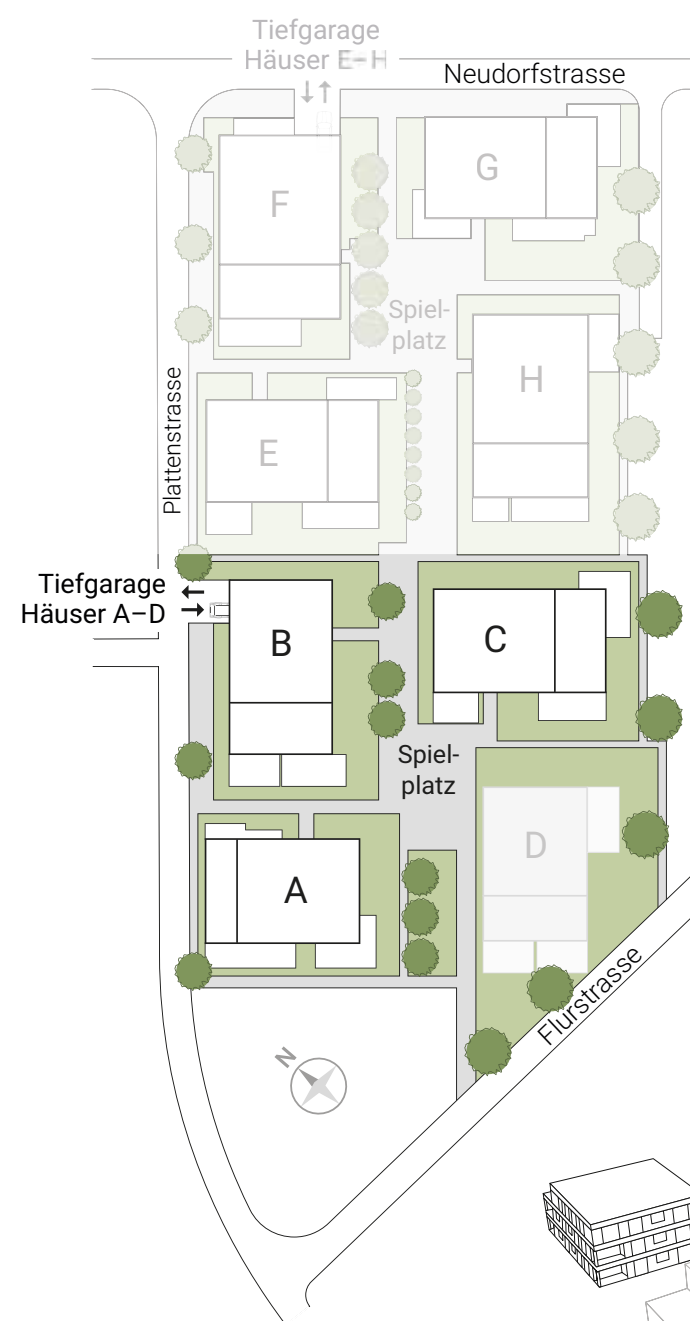 Tiefgarage
Häuser E–H
Neudorfstrasse
G
F
Spiel-
platz
H
Plattenstrasse
E
Tiefgarage
Häuser A–D
B
C
Spiel-
platz
D
A
Flurstrasse
N